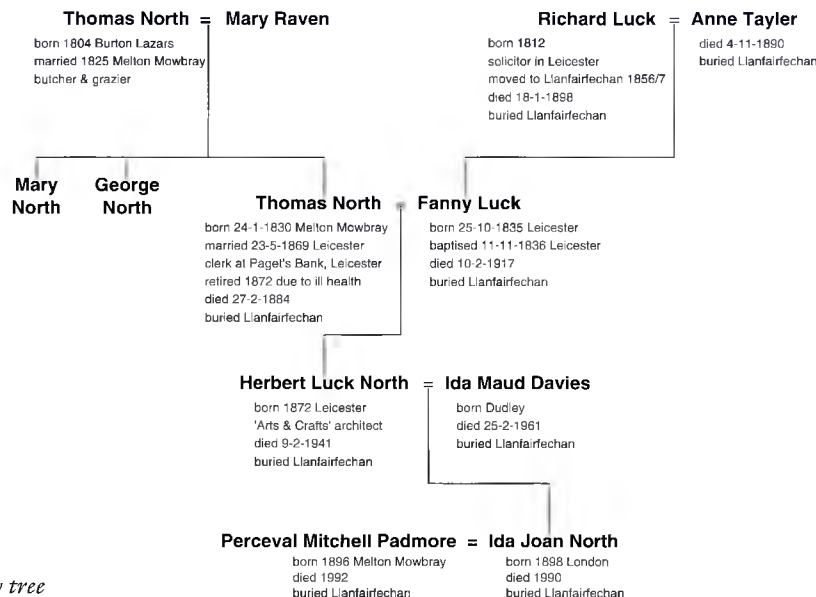 Thomas North = Mary Raven
born 1804 Burton Lazars
married 1825 Melton Mowbray
butcher & grazier
Richard Luck = Anne Tayler
born 1812
solicitor in Leicester
moved to Llanfairfechan 1856/7
died 18-1-1898
buried Llanfairfechan
died 4-11-1890
buried Llanfairfechan
Mary
North
George
North
Thomas North = Fanny Luck
born 24-1-1830 Melton Mowbray
married 23-5-1869 Leicester
clerk at Paget's Bank, Leicester
retired 1872 due to ill health
died 27-2-1884
buried Llanfairfechan
born 25-10-1835 Leicester
baptised 11-11-1836 Leicester
died 10-2-1917
buried Llanfairfechan
Herbert Luck North = Ida Maud Davies
born 1872 Leicester
'Arts & Crafts' architect
died 9-2-1941
buried Llanfairfechan
born Dudley
died 25-2-1961
buried Llanfairfechan
Perceval Mitchell Padmore = Ida Joan North
born 1896 Melton Mowbray
died 1992
buried Llanfairfechan
born 1898 London
died 1990
buried Llanfairfechan
tree